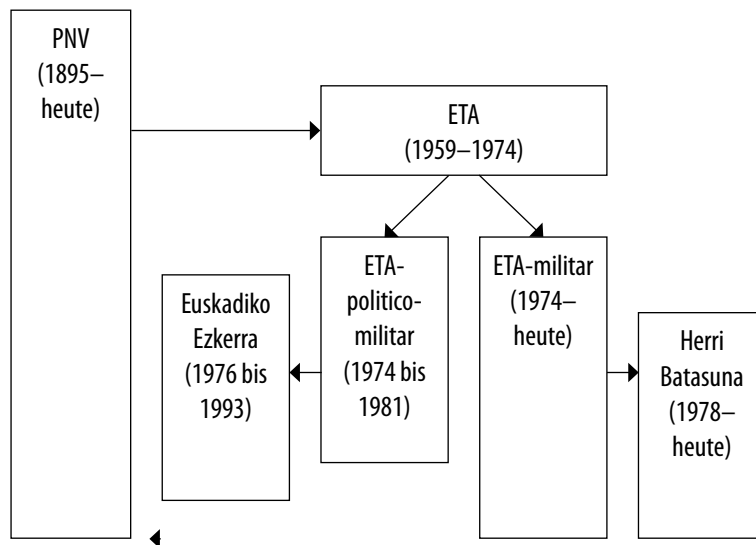 PNV
(1895–
heute)
ETA
(1959–1974)
Euskadiko
Ezkerra
(1976 bis
1993)
ETA-
politico-
militar
(1974 bis
1981)
ETA-militar
(1974–
heute)
Herri
Batasuna
(1978–
heute)